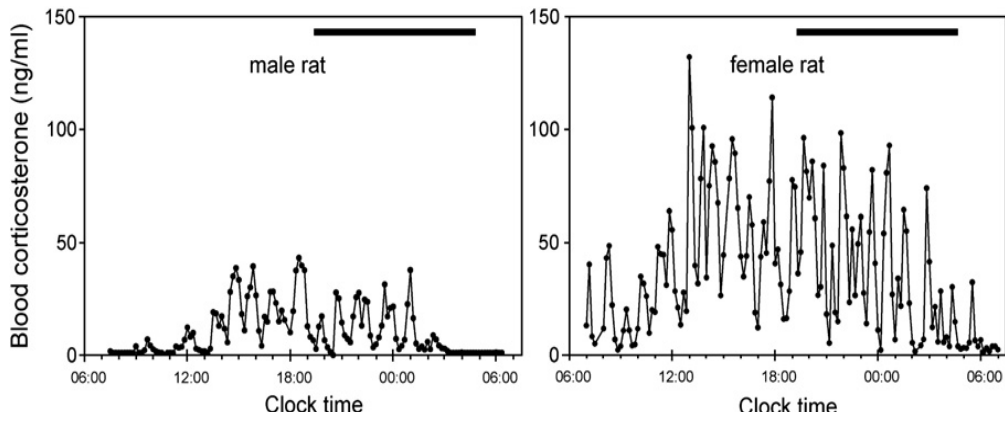 Blood corticosterone (ng/ml)
150
100
50
0
male rat
06:00 12:00 18:00 00:00 06:00
Clock time
150
100
50
0
female rat
06:00 12:00 18:00 00:00 06:00
Clock time